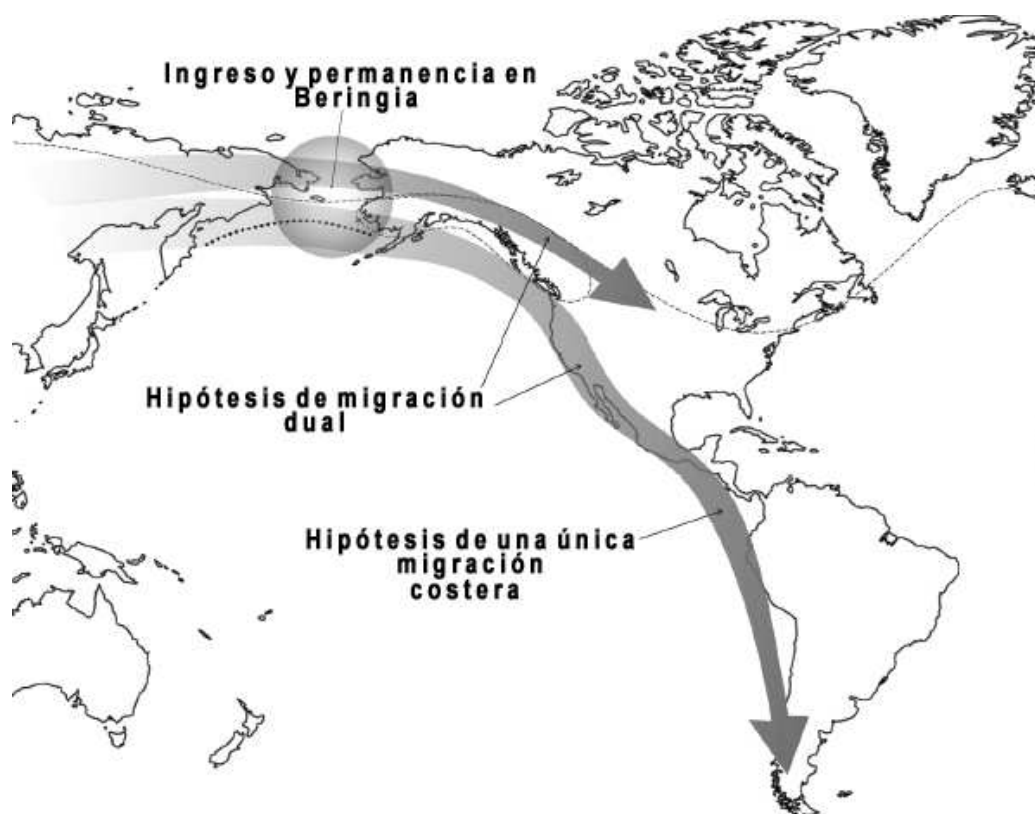 Ingreso y permanencia en
Beringia
Hipótesis de migración
dual
Hipótesis de una única
migración
costera